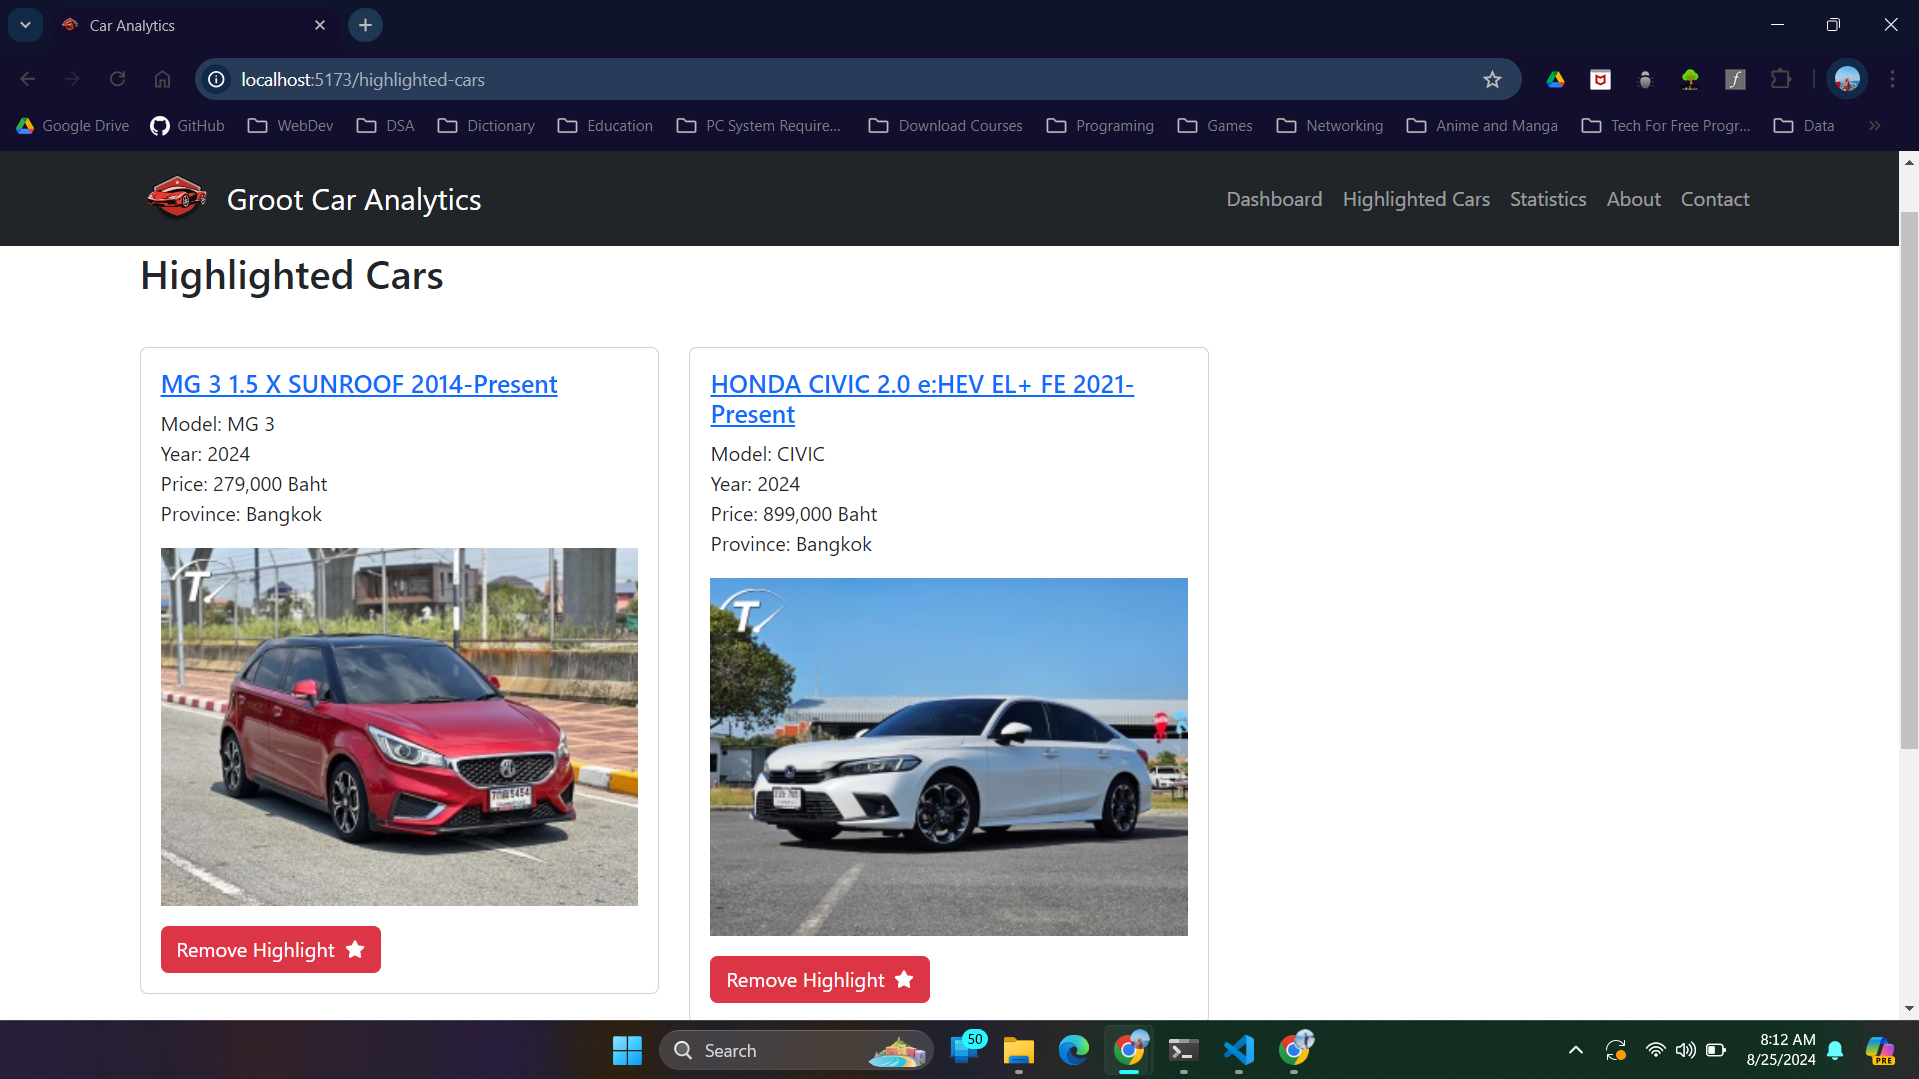 Car Analytics
localhost:5173/highlighted-cars
Google Drive
GitHub
WebDev
DSA
Dictionary
Education
PC System Require...
Download Courses
Programing
Games
Networking
Anime and Manga
Tech For Free Progr...
Data
Groot Car Analytics
Dashboard
Highlighted Cars
Statistics
About
Contact
Highlighted Cars
MG 3 1.5 X SUNROOF 2014-Present
Model: MG 3
Year: 2024
Price: 279,000 Baht
Province: Bangkok
T
Remove Highlight
HONDA CIVIC 2.0 e:HEV EL+ FE 2021-
Present
Model: CIVIC
Year: 2024
Price: 899,000 Baht
Province: Bangkok
T
Remove Highlight
Search
50
8:12 AM
8/25/2024
PRE